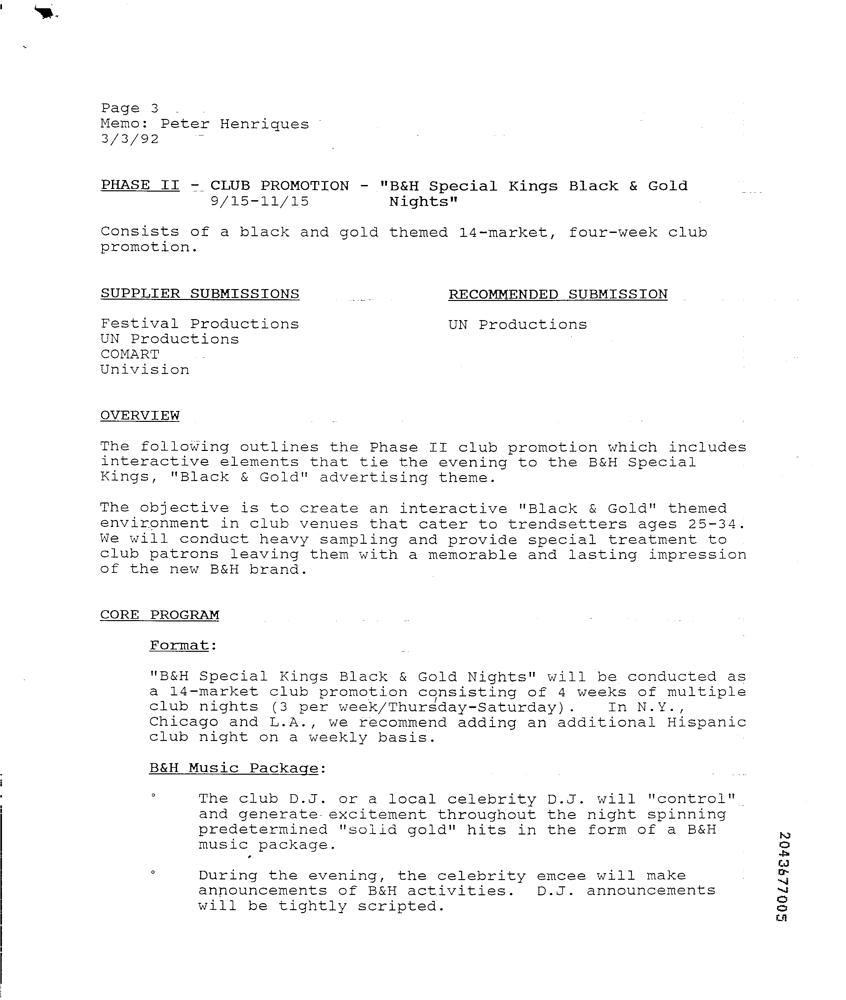 Page 3
Memo: Peter Henriques
3/3/92
PHASE II - CLUB PROMOTION - "B&H Special Kings Black & Gold
9/15-11/15 Nights"
Consists of a black and gold themed 14-market, four-week club
promotion.
SUPPLIER SUBMISSIONS RECOMMENDED SUBMISSION
Festival Productions UN Productions
UN Productions
COMART
Univision
OVERVIEW
The following outlines the Phase II club promotion which includes
interactive elements that tie the evening to the B&H Special
Kings, "Black & Gold" advertising theme.
The objective is to create an interactive "Black & Gold" themed
environment in club venues that cater to trendsetters ages 25-34.
We will conduct heavy sampling and provide special treatment to
club patrons leaving them with a memorable and lasting impression
of the new B&H brand.
CORE PROGRAM
Format:
"B&H Special Kings Black & Gold Nights" will be conducted as
a 14-market club promotion consisting of 4 weeks of multiple
club nights (3 per week/Thursday-Saturday). In N.Y.,
Chicago and L.A., we recommend adding an additional Hispanic
club night on a weekly basis.
B&H Music Package:
° The club D.J. or a local celebrity D.J. will "control"
and generate excitement throughout the night spinning
predetermined "solid gold" hits in the form of a B&H
music package.
° During the evening, the celebrity emcee will make
announcements of B&H activities. D.J. announcements
will be tightly scripted.
2043677005